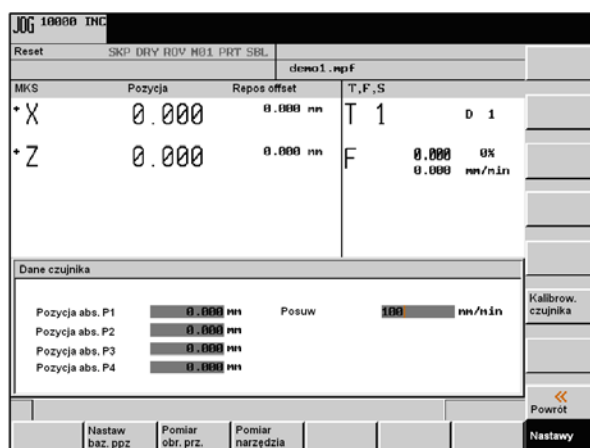 JOG 10000 INC
Reset SKP DRY ROV M01 PRT SBL
demo1.mpf
MKS Pozycja Repos offset T,F,S
+X 0.000 0.000 mm T 1 D 1
+Z 0.000 0.000 mm F 0.000 0%
0.000 mm/min
Dane czujnika
Pozycja abs. P1 0.000 mm Posuw 100 mm/min
Pozycja abs. P2 0.000 mm
Pozycja abs. P3 0.000 mm
Pozycja abs. P4 0.000 mm
Kalibrow.
czujnika
Powrót
Nastaw
baz. ppz
Pomiar
obr. prz.
Pomiar
narzędzia
Nastawy